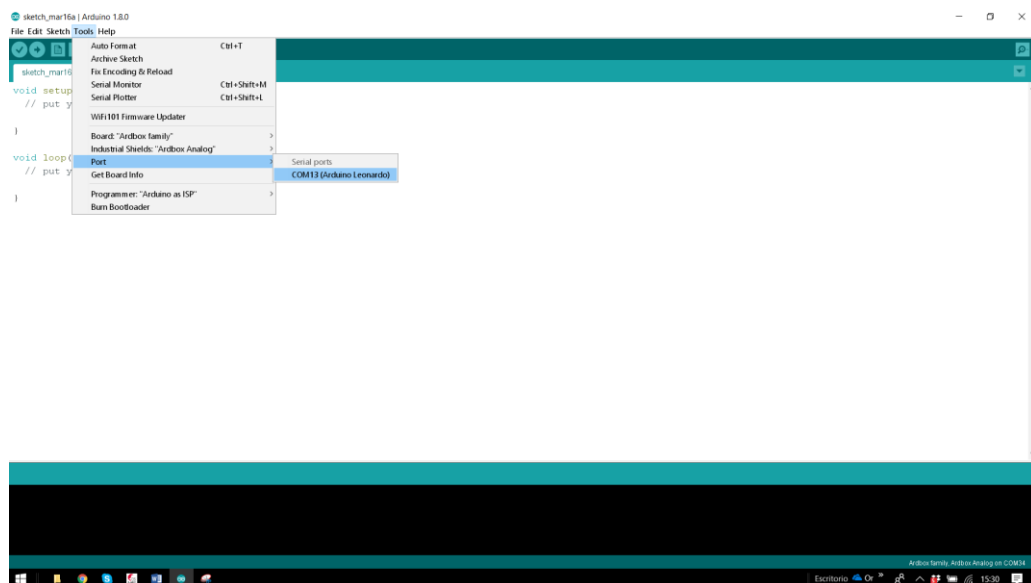 sketch_mar16a | Arduino 1.8.0
File Edit Sketch Tools Help
sketch_mar16
Auto Format Ctrl+T
Archive Sketch
Fix Encoding & Reload
Serial Monitor Ctrl+Shift+M
Serial Plotter Ctrl+Shift+L
WiFi101 Firmware Updater
Board: "Ardbox family"
Industrial Shields: "Ardbox Analog"
Port
Get Board Info
Programmer: "Arduino as ISP"
Burn Bootloader
Serial ports
COM13 (Arduino Leonardo)
void setup
// put y
}
void loop(
// put y
}
Ardbox family, Ardbox Analog on COM34
Escritorio Or » 15:30